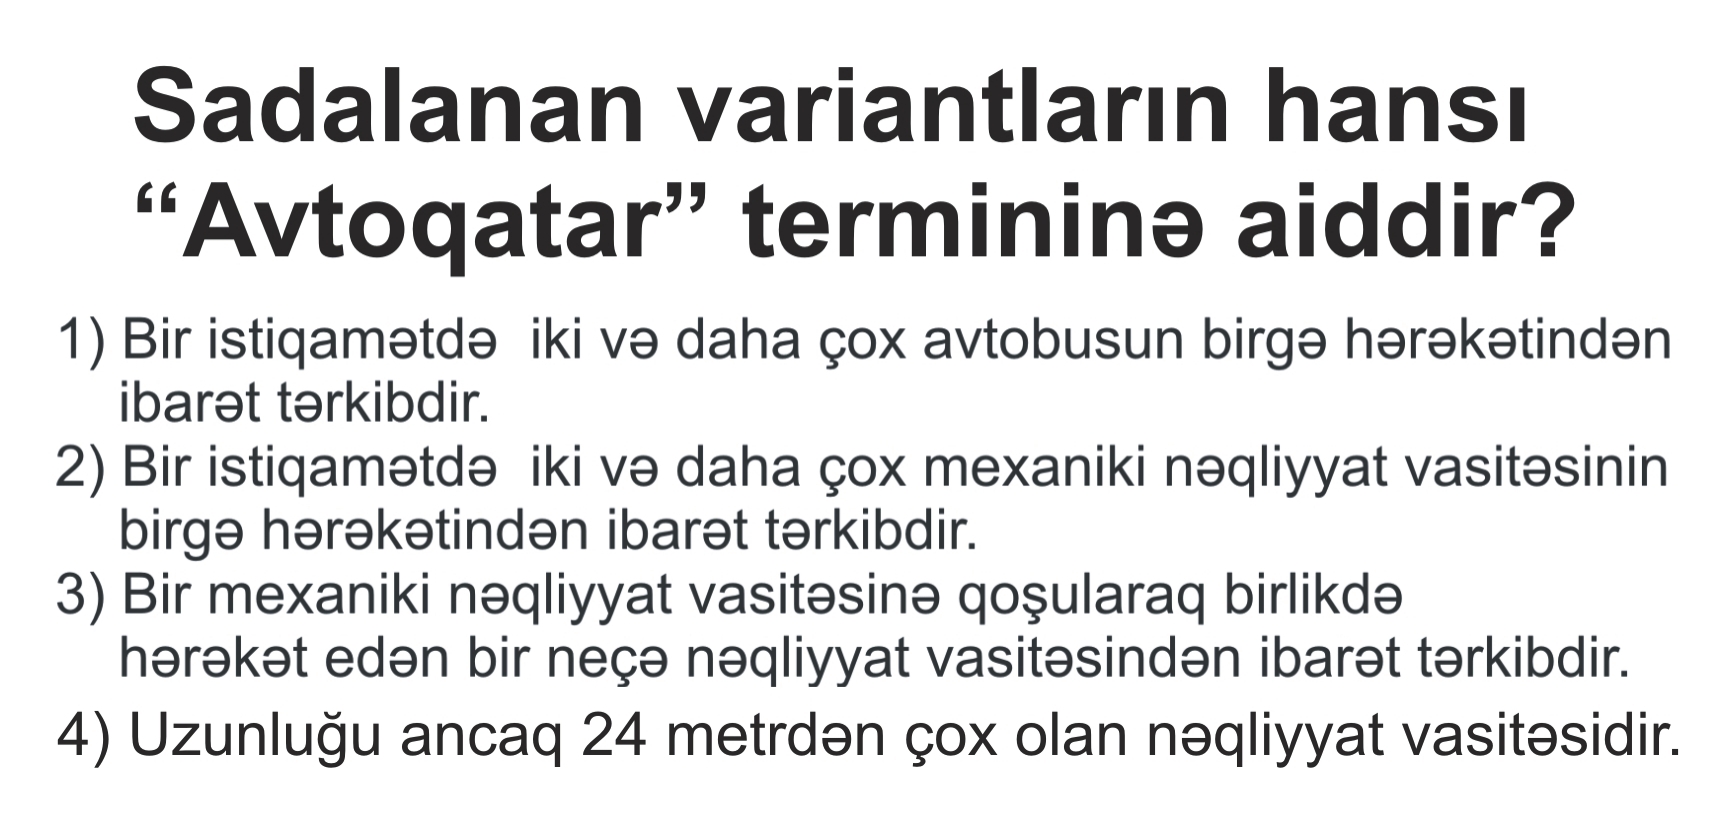 Sadalanan variantların hansı
“Avtoqatar” termininə aiddir?
1) Bir istiqamətdə iki və daha çox avtobusun birgə hərəkətindən
ibarət tərkibdir.
2) Bir istiqamətdə iki və daha çox mexaniki nəqliyyat vasitəsinin
birgə hərəkətindən ibarət tərkibdir.
3) Bir mexaniki nəqliyyat vasitəsinə qoşularaq birlikdə
hərəkət edən bir neçə nəqliyyat vasitəsindən ibarət tərkibdir.
4) Uzunluğu ancaq 24 metrdən çox olan nəqliyyat vasitəsidir.